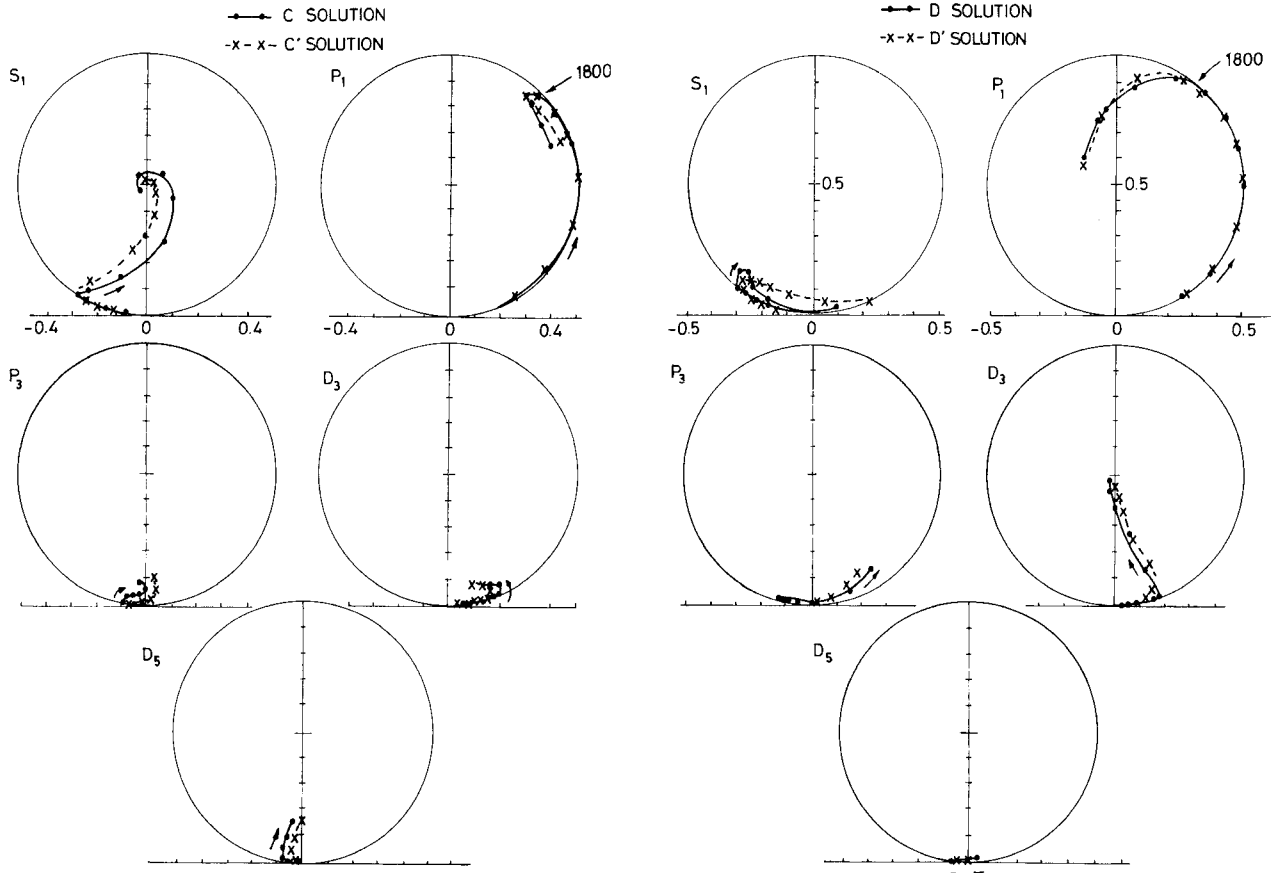 C SOLUTION
-x- x- C' SOLUTION
D SOLUTION
-x-x- D' SOLUTION
S1
P1
1800
S1
P1
1800
0.5
0.5
-0.4 0 0.4
-0.4 0 0.4
-0.5 0 0.5
-0.5 0 0.5
P3
D3
P3
D3
D5
D5